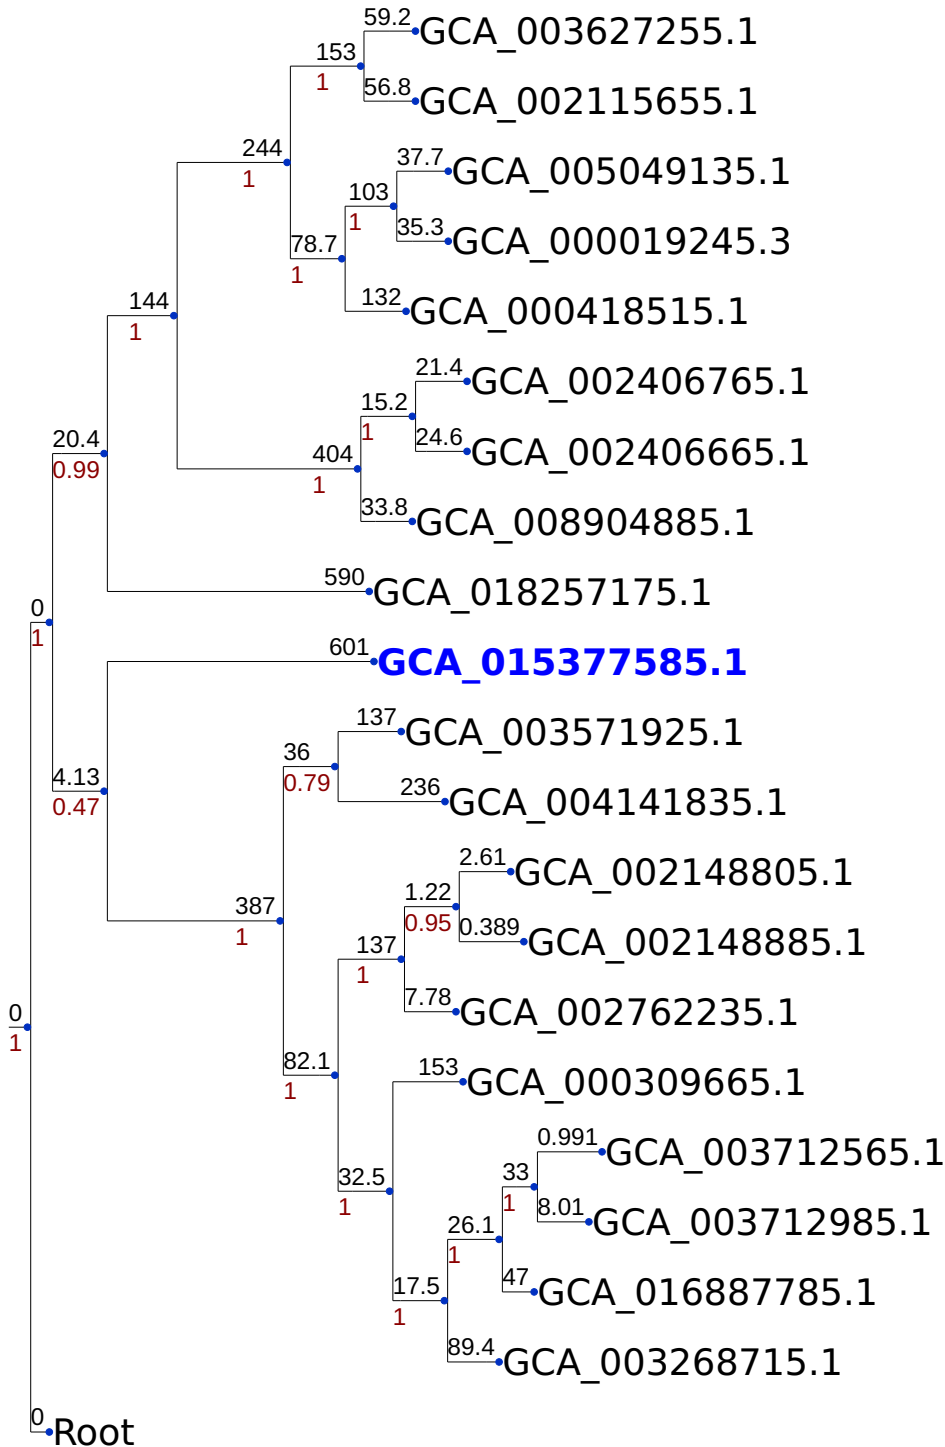 59.2
GCA_003627255.1
153
1
56.8
GCA_002115655.1
244
1
37.7
GCA_005049135.1
103
1
35.3
GCA_000019245.3
78.7
1
132
GCA_000418515.1
144
1
21.4
GCA_002406765.1
15.2
1
24.6
GCA_002406665.1
404
1
33.8
GCA_008904885.1
20.4
0.99
590
GCA_018257175.1
0
1
601
GCA_015377585.1
137
GCA_003571925.1
36
0.79
236
GCA_004141835.1
4.13
0.47
2.61
GCA_002148805.1
1.22
0.95
0.389
GCA_002148885.1
387
1
137
1
7.78
GCA_002762235.1
0
1
82.1
1
153
GCA_000309665.1
0.991
GCA_003712565.1
33
1
8.01
GCA_003712985.1
32.5
1
26.1
1
47
GCA_016887785.1
17.5
1
89.4
GCA_003268715.1
0
Root